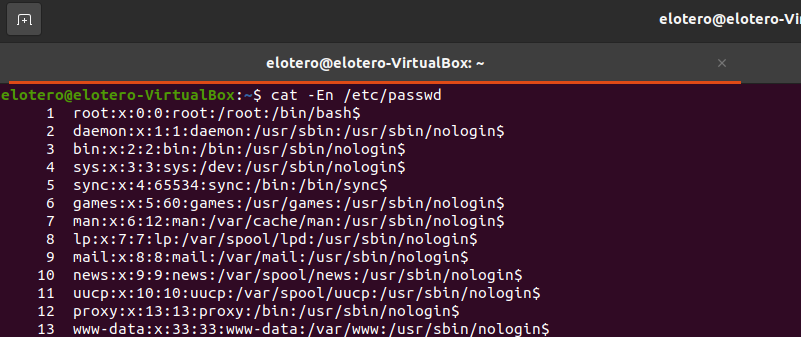 elotero@elotero-Vi
elotero@elotero-VirtualBox: ~
elotero@elotero-VirtualBox:~$ cat -En /etc/passwd
1 root:x:0:0:root:/root:/bin/bash$
2 daemon:x:1:1:daemon:/usr/sbin:/usr/sbin/nologin$
3 bin:x:2:2:bin:/bin:/usr/sbin/nologin$
4 sys:x:3:3:sys:/dev:/usr/sbin/nologin$
5 sync:x:4:65534:sync:/bin:/bin/sync$
6 games:x:5:60:games:/usr/games:/usr/sbin/nologin$
7 man:x:6:12:man:/var/cache/man:/usr/sbin/nologin$
8 lp:x:7:7:lp:/var/spool/lpd:/usr/sbin/nologin$
9 mail:x:8:8:mail:/var/mail:/usr/sbin/nologin$
10 news:x:9:9:news:/var/spool/news:/usr/sbin/nologin$
11 uucp:x:10:10:uucp:/var/spool/uucp:/usr/sbin/nologin$
12 proxy:x:13:13:proxy:/bin:/usr/sbin/nologin$
13 www-data:x:33:33:www-data:/var/www:/usr/sbin/nologin$